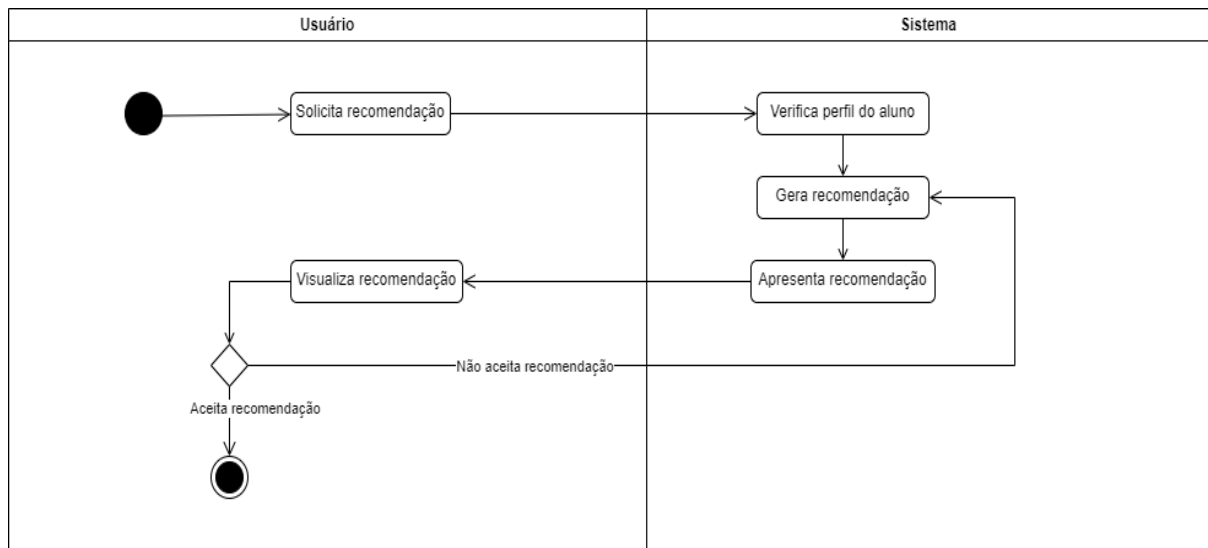 Usuário
Sistema
Solicita recomendação
Verifica perfil do aluno
Gera recomendação
Visualiza recomendação
Apresenta recomendação
Não aceita recomendação
Aceita recomendação